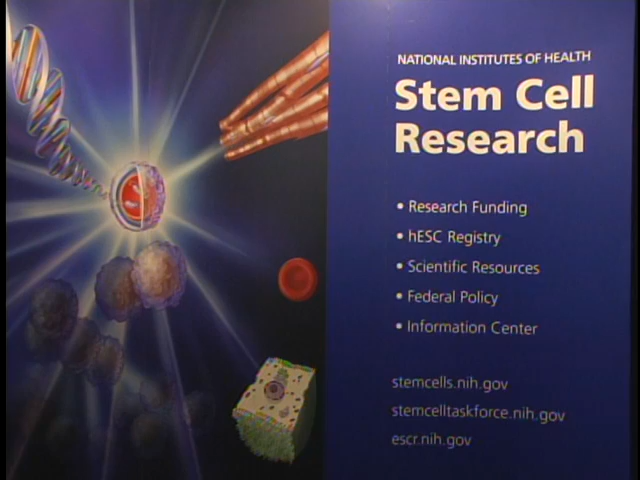 NATIONAL INSTITUTES OF HEALTH
Stem Cell
Research
• Research Funding
• hESC Registry
• Scientific Resources
• Federal Policy
• Information Center
stemcells.nih.gov
stemcelltaskforce.nih.gov
escr.nih.gov